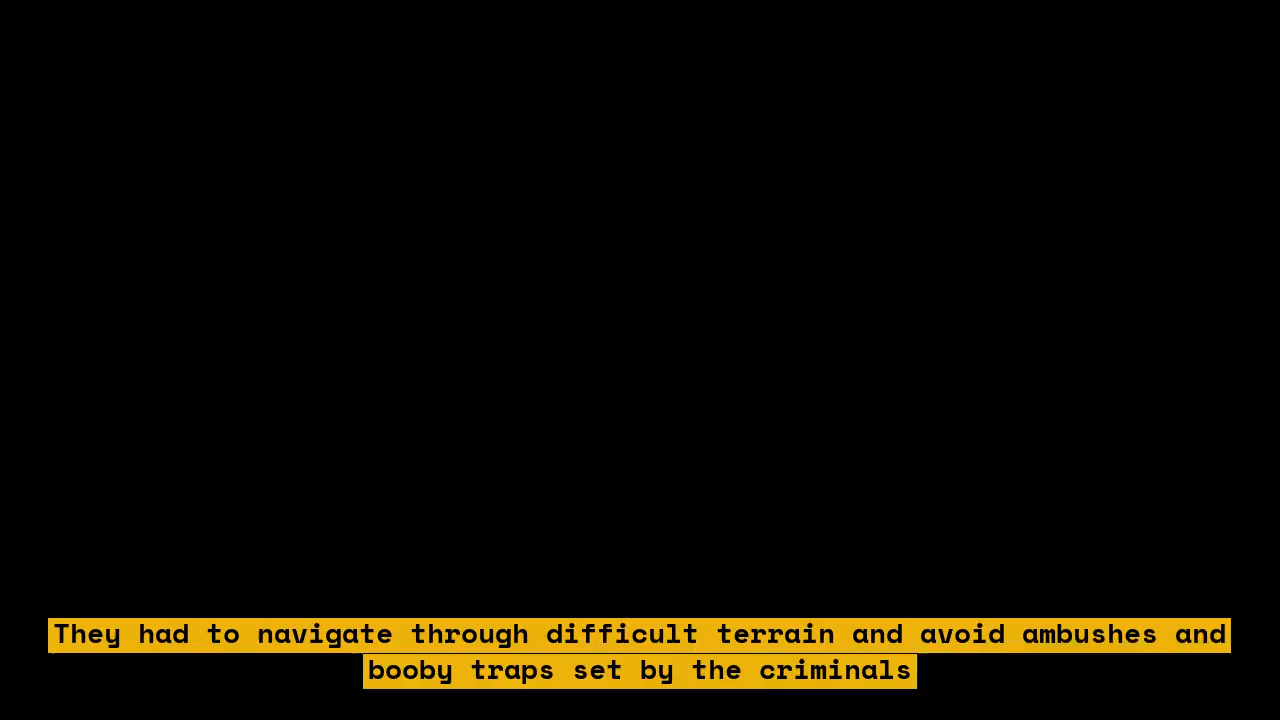 They had to navigate through difficult terrain and avoid ambushes and
booby traps set by the criminals